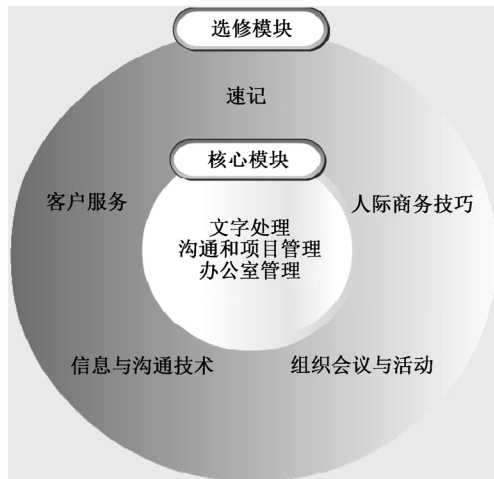 选修模块
速记
核心模块
客户服务
人际商务技巧
文字处理
沟通和项目管理
办公室管理
信息与沟通技术
组织会议与活动